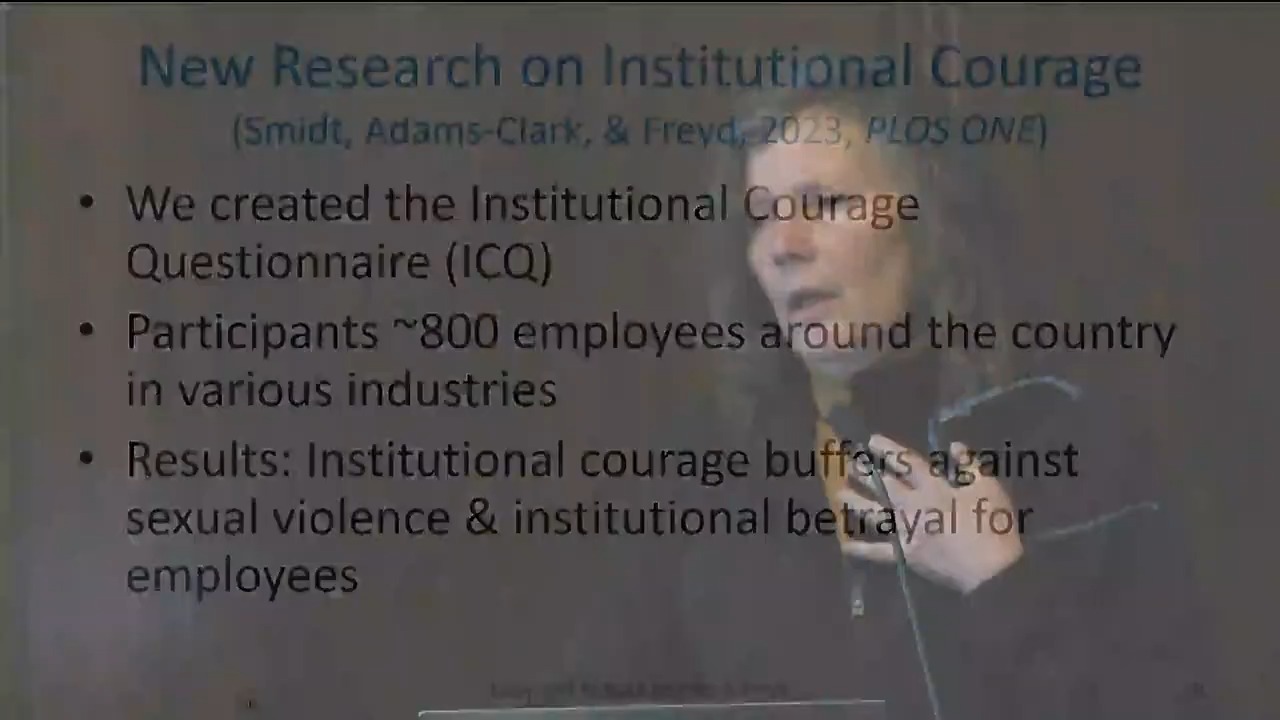 New Research on Institutional Courage
(Smidt, Adams-Clark, & Freyd, 2023, PLOS ONE)
• We created the Institutional Courage
Questionnaire (ICQ)
• Participants ~800 employees around the country
in various industries
• Results: Institutional courage buffers against
sexual violence & institutional betrayal for
employees